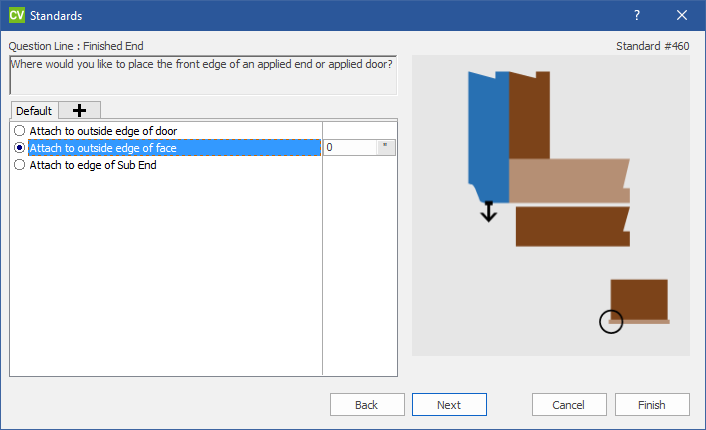 CV Standards ?
Question Line : Finished End Standard #460
Where would you like to place the front edge of an applied end or applied door?
Default
Attach to outside edge of door
Attach to outside edge of face 0 "
Attach to edge of Sub End
Back Next Cancel Finish